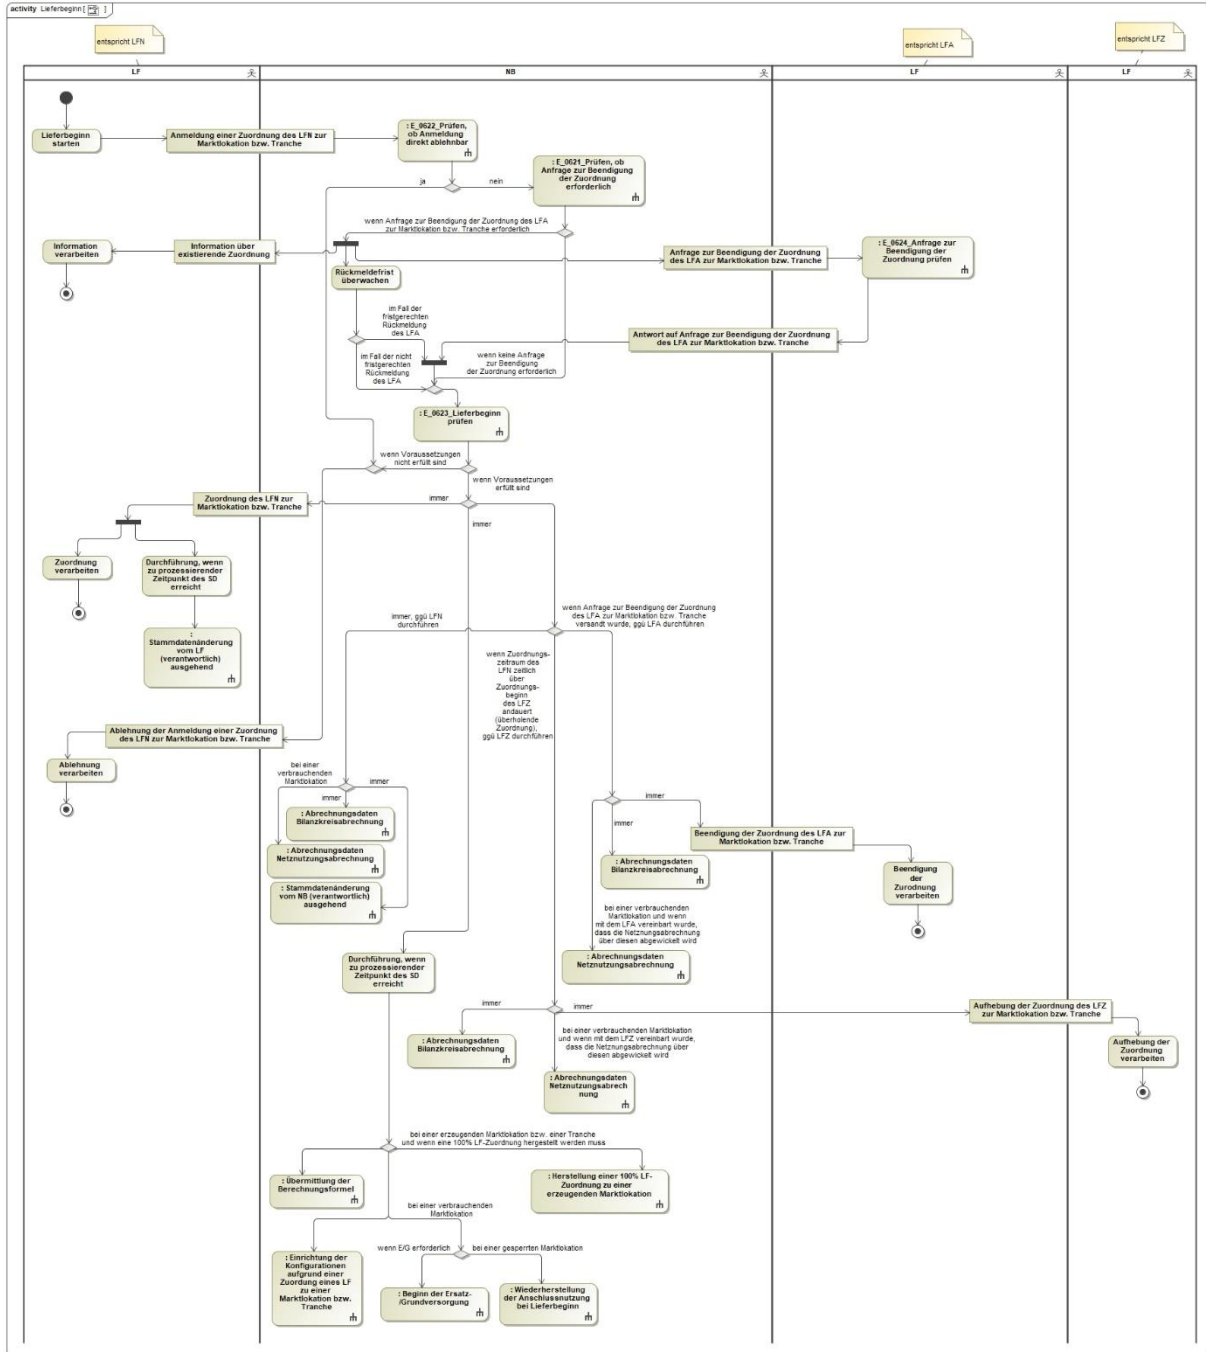 activity Lieferbeginn [ ]
entspricht LFN
entspricht LFA
entspricht LFZ
LF
NB
LF
LF
Lieferbeginn
starten
Anmeldung einer Zuordnung des LFN zur
Marktlokation bzw. Tranche
: E_0622_Prüfen,
ob Anmeldung
direkt ablehnbar
ja
nein
: E_0621_Prüfen, ob
Anfrage zur Beendigung
der Zuordnung
erforderlich
wenn Anfrage zur Beendigung der Zuordnung des LFA
zur Marktlokation bzw. Tranche erforderlich
Information
verarbeiten
Information über
existierende Zuordnung
Rückmeldefrist
überwachen
Anfrage zur Beendigung der Zuordnung
des LFA zur Marktlokation bzw. Tranche
: E_0624_Anfrage zur
Beendigung der
Zuordnung prüfen
im Fall der
fristgerechten
Rückmeldung
des LFA
Antwort auf Anfrage zur Beendigung der Zuordnung
des LFA zur Marktlokation bzw. Tranche
im Fall der nicht
fristgerechten
Rückmeldung
des LFA
wenn keine Anfrage
zur Beendigung
der Zuordnung erforderlich
: E_0623_Lieferbeginn
prüfen
wenn Voraussetzungen
nicht erfüllt sind
wenn Voraussetzungen
erfüllt sind
Zuordnung des LFN zur
Marktlokation bzw. Tranche
immer
immer
Zuordnung
verarbeiten
Durchführung, wenn
zu prozessierender
Zeitpunkt des SD
erreicht
:
Stammdatenänderung
vom LF
(verantwortlich)
ausgehend
immer, ggü LFN
durchführen
wenn Anfrage zur Beendigung der Zuordnung
des LFA zur Marktlokation bzw. Tranche
versandt wurde, ggü LFA durchführen
wenn Zuordnungs-
zeitraum des
LFN zeitlich
über
Zuordnungs-
beginn
des LFZ
andauert
(überholende
Zuordnung),
ggü LFZ durchführen
Ablehnung der Anmeldung einer Zuordnung
des LFN zur Marktlokation bzw. Tranche
Ablehnung
verarbeiten
bei einer
verbrauchenden
Marktlokation
immer
immer
: Abrechnungsdaten
Bilanzkreisabrechnung
: Abrechnungsdaten
Netznutzungsabrechnung
: Stammdatenänderung
vom NB (verantwortlich)
ausgehend
immer
immer
Beendigung der Zuordnung des LFA zur
Marktlokation bzw. Tranche
: Abrechnungsdaten
Bilanzkreisabrechnung
Beendigung
der
Zurodnung
verarbeiten
bei einer verbrauchenden
Marktlokation und wenn
mit dem LFA vereinbart wurde,
dass die Netznungsabrechnung
über diesen abgewickelt wird
: Abrechnungsdaten
Netznutzungsabrechnung
Durchführung, wenn
zu prozessierender
Zeitpunkt des SD
erreicht
immer
immer
Aufhebung der Zuordnung des LFZ
zur Marktlokation bzw. Tranche
: Abrechnungsdaten
Bilanzkreisabrechnung
bei einer verbrauchenden Marktlokation
und wenn mit dem LFZ vereinbart wurde,
dass die Netznungsabrechnung über
diesen abgewickelt wird
Aufhebung der
Zuordnung
verarbeiten
: Abrechnungsdaten
Netznutzungsabrech
nung
bei einer erzeugenden Marktlokation bzw. einer Tranche
und wenn eine 100% LF-Zuordnung hergestellt werden muss
: Übermittlung der
Berechnungsformel
: Herstellung einer 100% LF-
Zuordnung zu einer
erzeugenden Marktlokation
bei einer verbrauchenden
Marktlokation
wenn E/G erforderlich
bei einer gesperrten Marktlokation
: Einrichtung der
Konfigurationen
aufgrund einer
Zuordung eines LF
zu einer
Marktlokation bzw.
Tranche
: Beginn der Ersatz-
/Grundversorgung
: Wiederherstellung
der Anschlussnutzung
bei Lieferbeginn